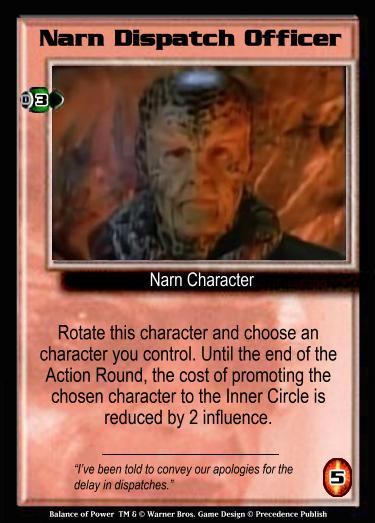 Narn Dispatch Officer
D 3
Narn Character
Rotate this character and choose an
character you control. Until the end of the
Action Round, the cost of promoting the
chosen character to the Inner Circle is
reduced by 2 influence.
"I've been told to convey our apologies for the
delay in dispatches."
5
Balance of Power TM & © Warner Bros. Game Design © Precedence Publish